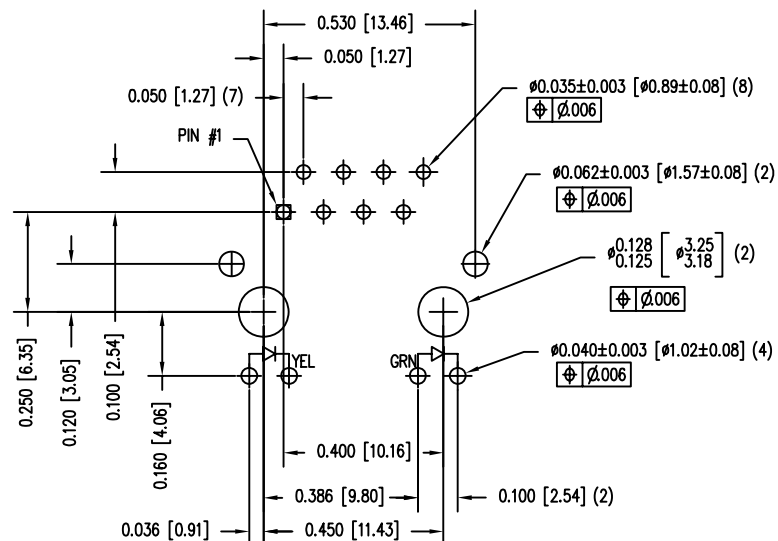 0.530 [13.46]
0.050 [1.27]
0.050 [1.27] (7)
ø0.035±0.003 [ø0.89±0.08] (8)
⌖ Ø.006
PIN #1
ø0.062±0.003 [ø1.57±0.08] (2)
⌖ Ø.006
ø0.128 [ ø3.25 ] (2)
0.125 3.18
⌖ Ø.006
0.250 [6.35]
0.120 [3.05]
0.100 [2.54]
0.160 [4.06]
YEL
GRN
ø0.040±0.003 [ø1.02±0.08] (4)
⌖ Ø.006
0.400 [10.16]
0.386 [9.80]
0.100 [2.54] (2)
0.036 [0.91]
0.450 [11.43]